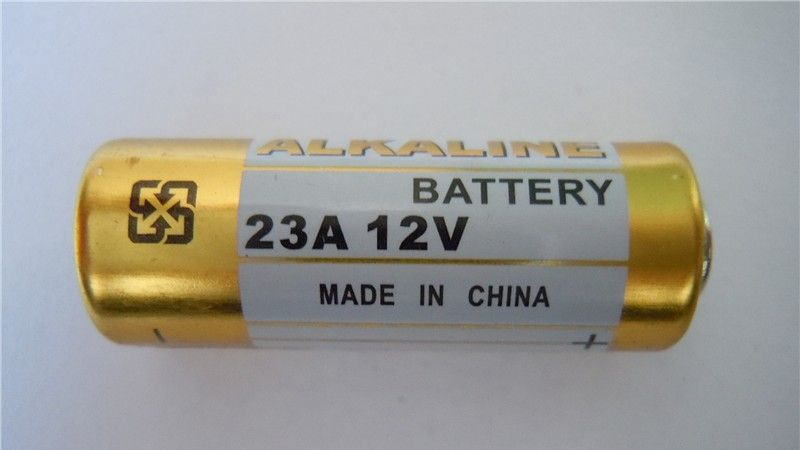 ALKALINE
BATTERY
23A 12V
MADE IN CHINA
- +